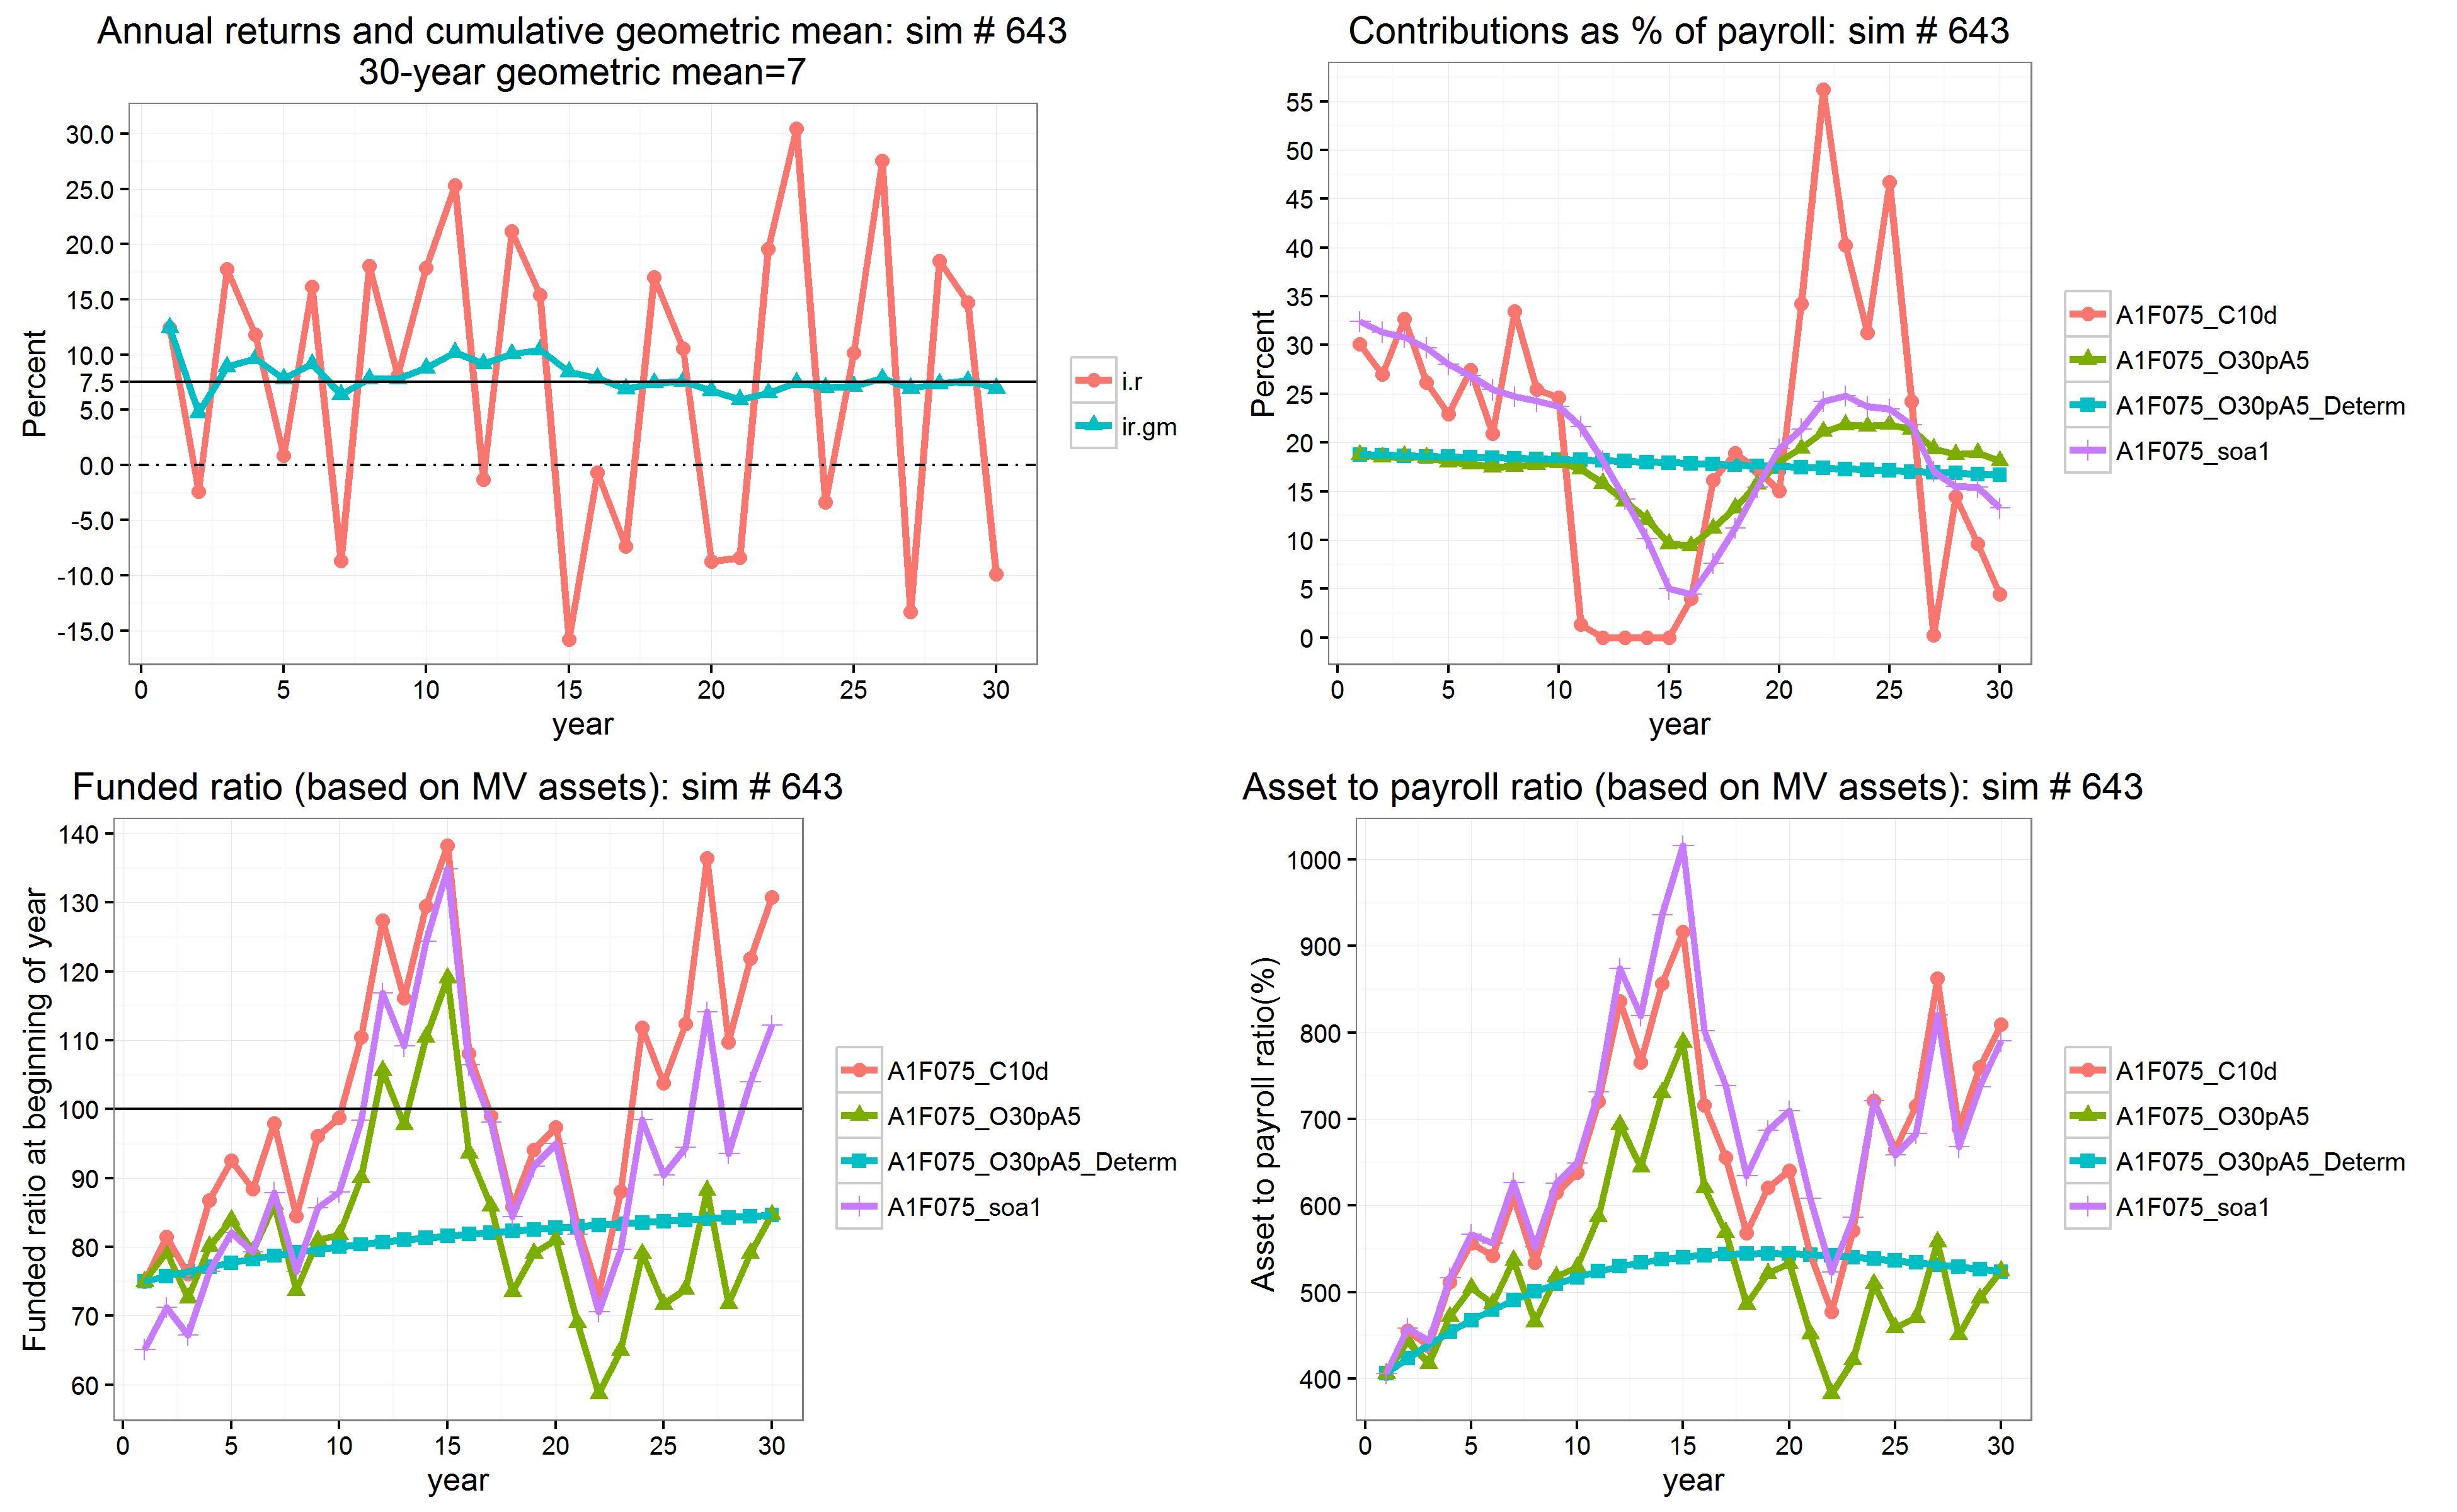 Annual returns and cumulative geometric mean: sim # 643
30-year geometric mean=7
Percent
30.0
25.0
20.0
15.0
10.0
7.5
5.0
0.0
-5.0
-10.0
-15.0
0 5 10 15 20 25 30
year
i.r
ir.gm
Contributions as % of payroll: sim # 643
Percent
55
50
45
40
35
30
25
20
15
10
5
0
0 5 10 15 20 25 30
year
A1F075_C10d
A1F075_O30pA5
A1F075_O30pA5_Determ
A1F075_soa1
Funded ratio (based on MV assets): sim # 643
Funded ratio at beginning of year
140
130
120
110
100
90
80
70
60
0 5 10 15 20 25 30
year
A1F075_C10d
A1F075_O30pA5
A1F075_O30pA5_Determ
A1F075_soa1
Asset to payroll ratio (based on MV assets): sim # 643
Asset to payroll ratio(%)
1000
900
800
700
600
500
400
0 5 10 15 20 25 30
year
A1F075_C10d
A1F075_O30pA5
A1F075_O30pA5_Determ
A1F075_soa1